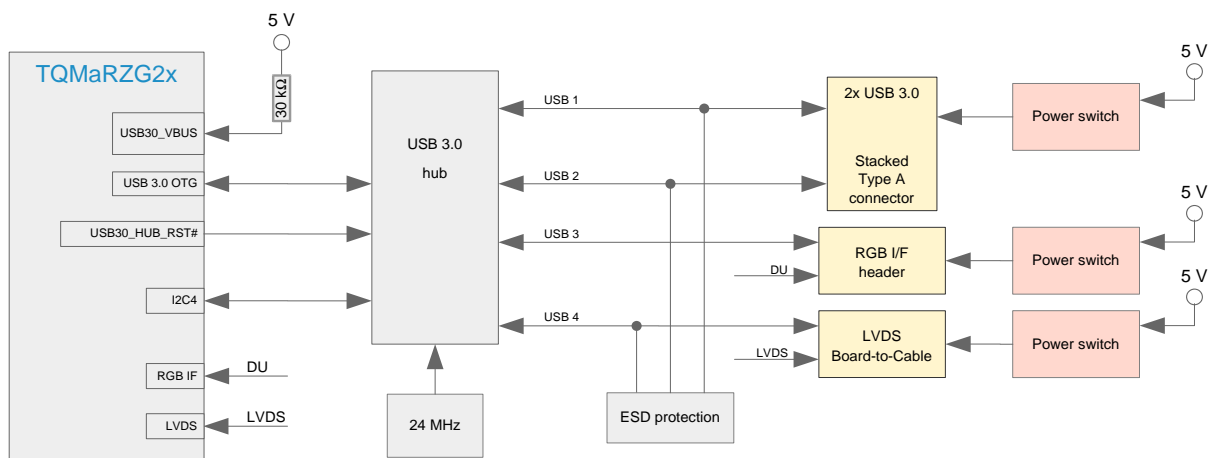 5 V
TQMaRZG2x
30 kΩ
USB30_VBUS
USB 3.0 OTG
USB30_HUB_RST#
I2C4
RGB IF
DU
LVDS
LVDS
USB 3.0
hub
24 MHz
USB 1
USB 2
USB 3
USB 4
DU
LVDS
ESD protection
2x USB 3.0
Stacked
Type A
connector
RGB I/F
header
LVDS
Board-to-Cable
5 V
Power switch
5 V
Power switch
5 V
Power switch